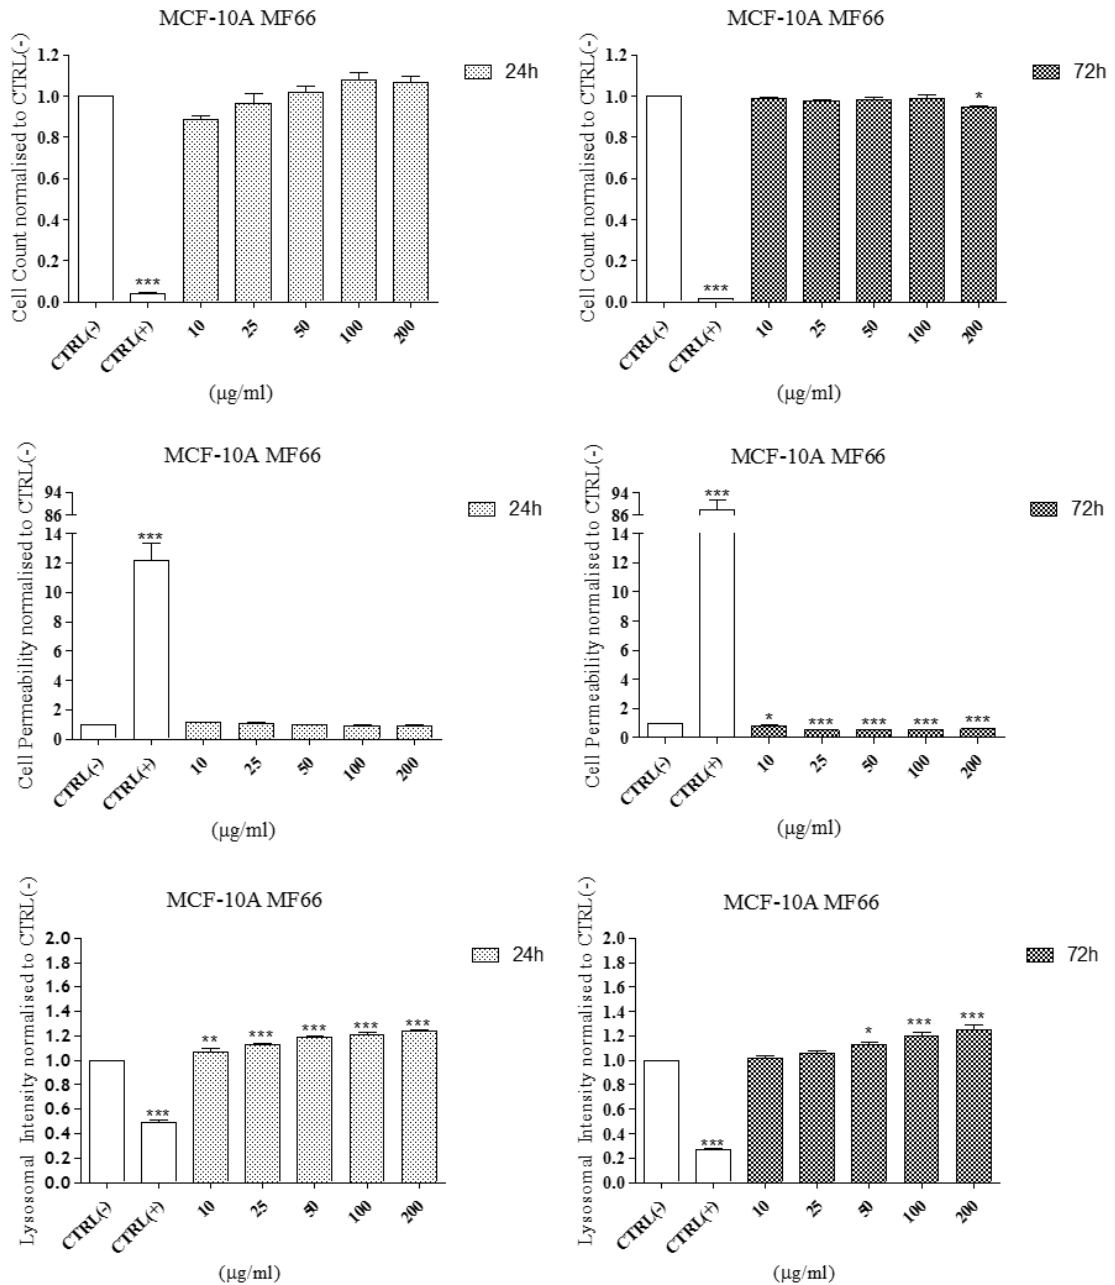 MCF-10A MF66
Cell Count normalised to CTRL(-)
1.2
1.0
0.8
0.6
0.4
0.2
0.0
***
24h
CTRL(-) CTRL(+) 10 25 50 100 200
(µg/ml)
MCF-10A MF66
Cell Count normalised to CTRL(-)
1.2
1.0
0.8
0.6
0.4
0.2
0.0
*** *
72h
CTRL(-) CTRL(+) 10 25 50 100 200
(µg/ml)
MCF-10A MF66
Cell Permeability normalised to CTRL(-)
94
86
14
12
10
8
6
4
2
0
***
24h
CTRL(-) CTRL(+) 10 25 50 100 200
(µg/ml)
MCF-10A MF66
Cell Permeability normalised to CTRL(-)
94
86
14
12
10
8
6
4
2
0
*** * *** *** *** ***
72h
CTRL(-) CTRL(+) 10 25 50 100 200
(µg/ml)
MCF-10A MF66
Lysosomal Intensity normalised to CTRL(-)
2.0
1.8
1.6
1.4
1.2
1.0
0.8
0.6
0.4
0.2
0.0
*** ** *** *** *** ***
24h
CTRL(-) CTRL(+) 10 25 50 100 200
(µg/ml)
MCF-10A MF66
Lysosomal Intensity normalised to CTRL(-)
2.0
1.8
1.6
1.4
1.2
1.0
0.8
0.6
0.4
0.2
0.0
*** * *** ***
72h
CTRL(-) CTRL(+) 10 25 50 100 200
(µg/ml)